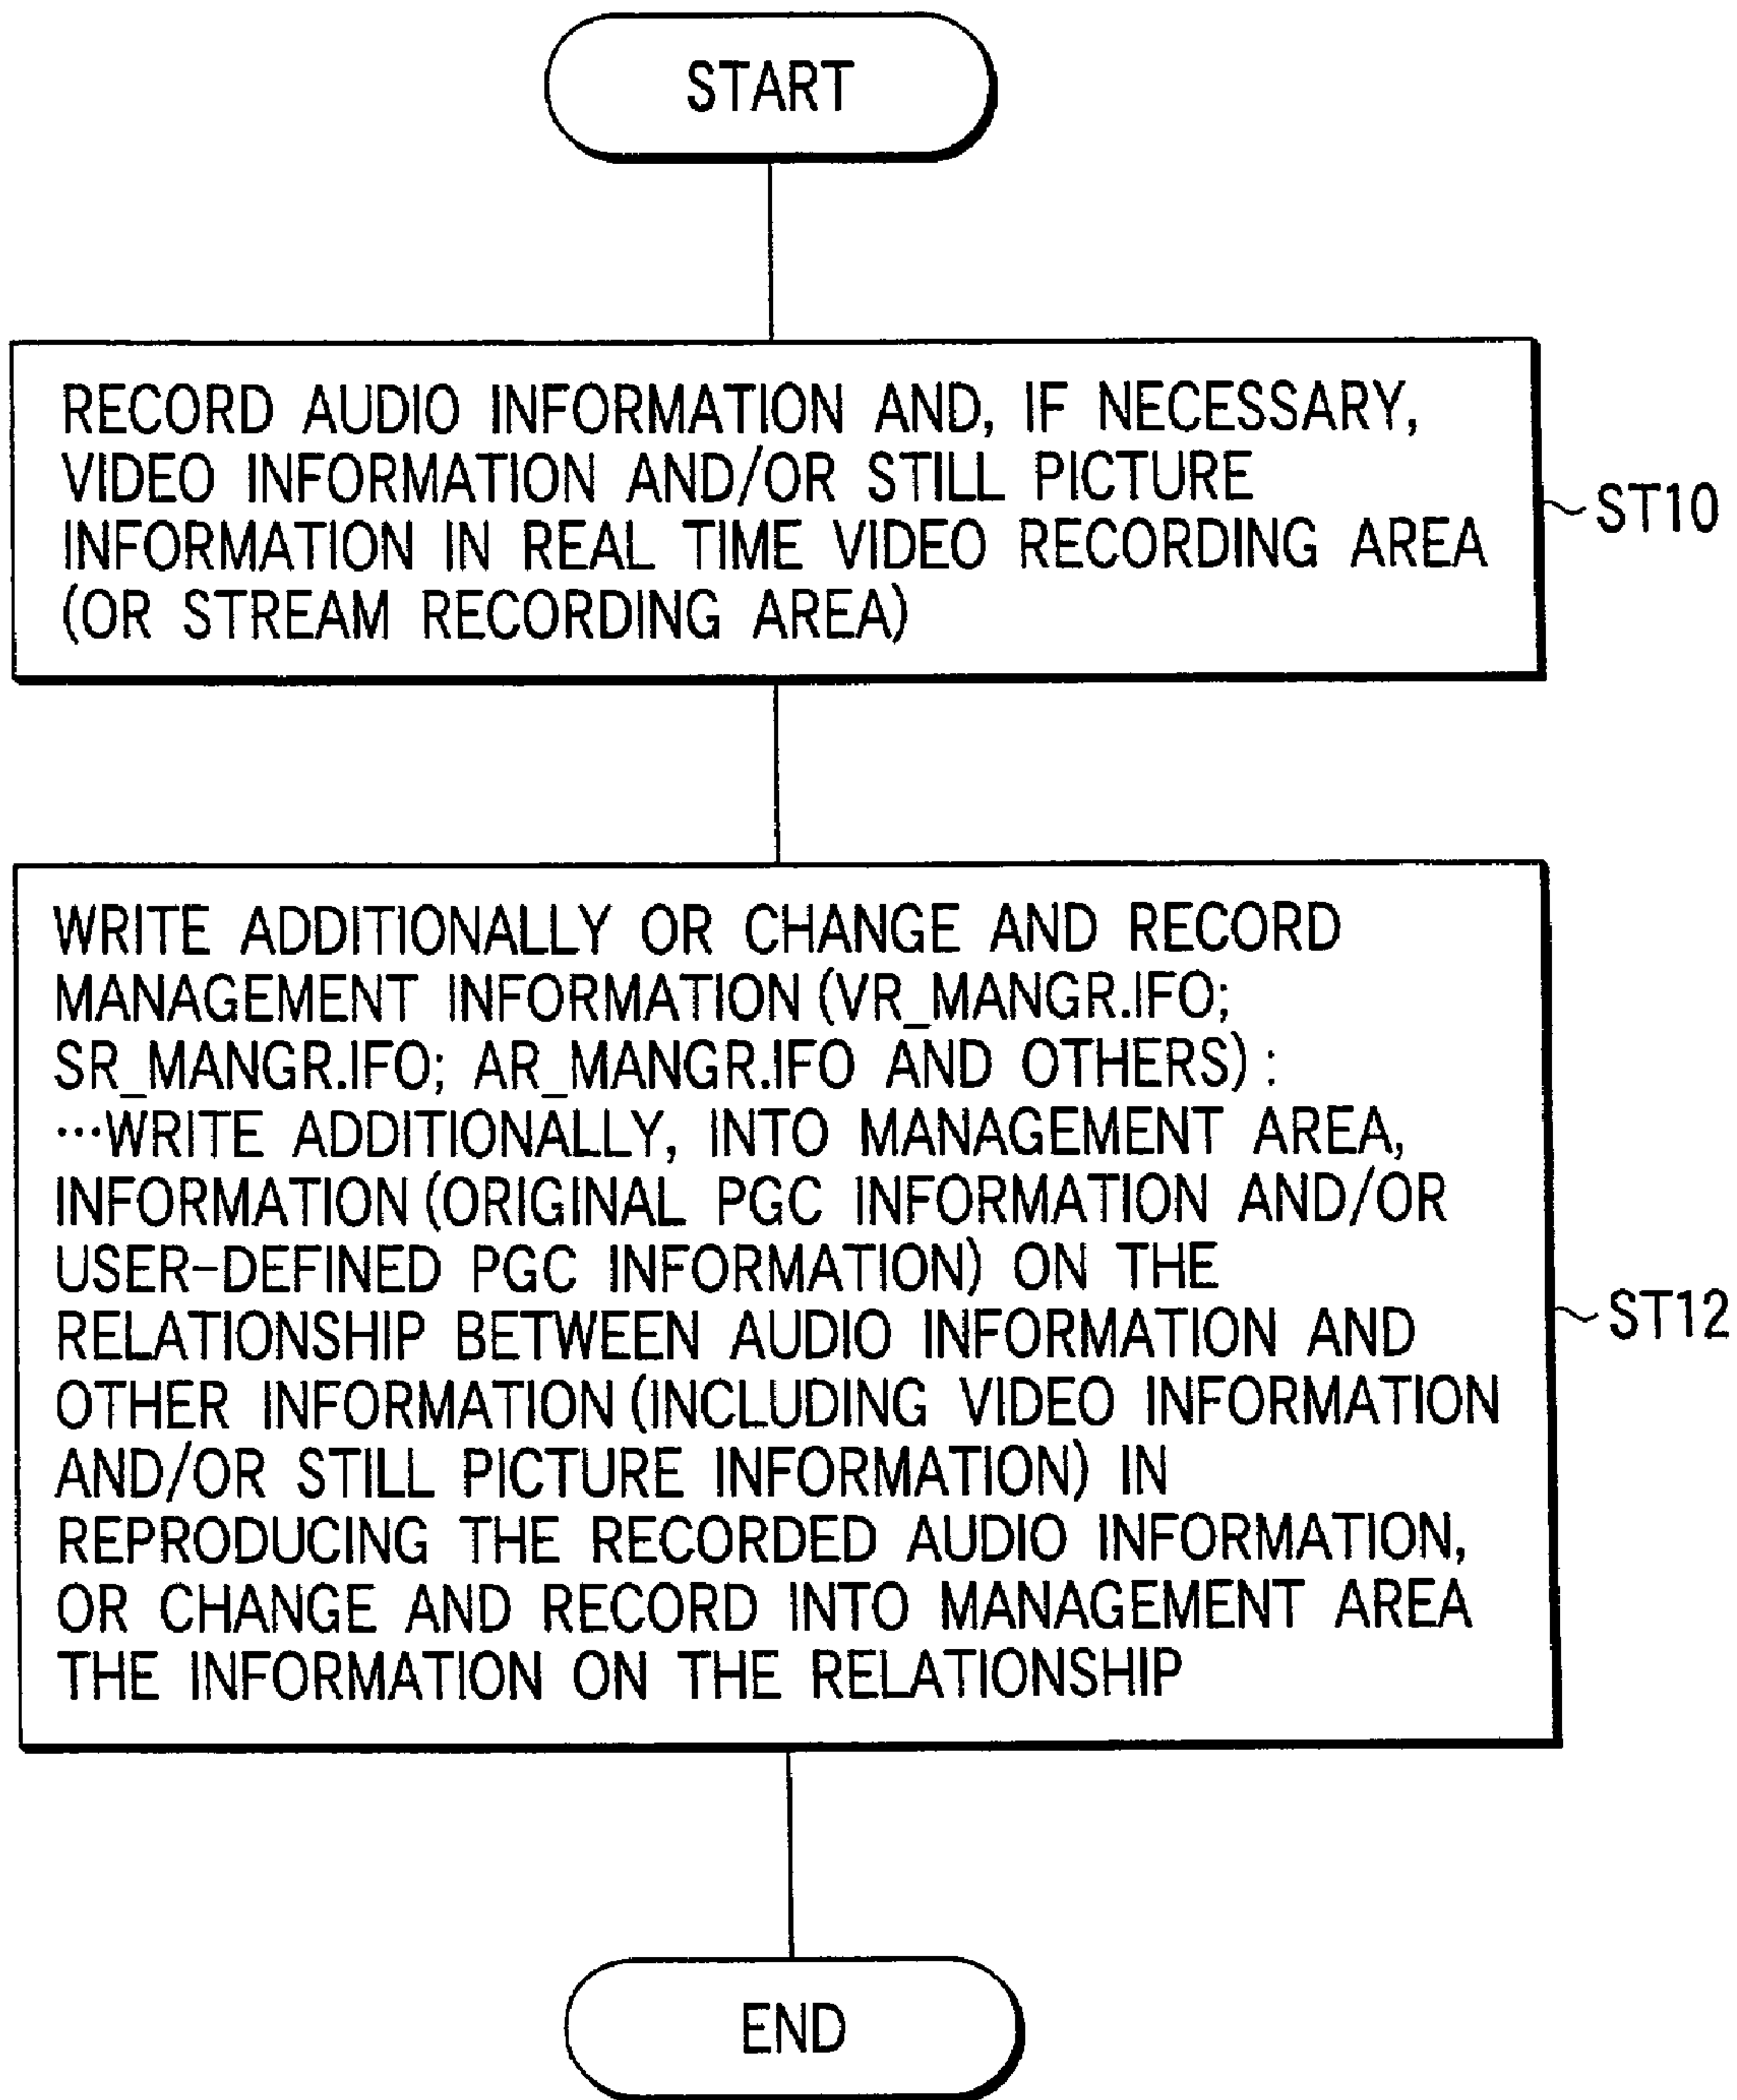 START
RECORD AUDIO INFORMATION AND, IF NECESSARY,
VIDEO INFORMATION AND/OR STILL PICTURE
INFORMATION IN REAL TIME VIDEO RECORDING AREA
(OR STREAM RECORDING AREA)
ST10
WRITE ADDITIONALLY OR CHANGE AND RECORD
MANAGEMENT INFORMATION (VR_MANGR.IFO;
SR_MANGR.IFO; AR_MANGR.IFO AND OTHERS) :
···WRITE ADDITIONALLY, INTO MANAGEMENT AREA,
INFORMATION (ORIGINAL PGC INFORMATION AND/OR
USER-DEFINED PGC INFORMATION) ON THE
RELATIONSHIP BETWEEN AUDIO INFORMATION AND
OTHER INFORMATION (INCLUDING VIDEO INFORMATION
AND/OR STILL PICTURE INFORMATION) IN
REPRODUCING THE RECORDED AUDIO INFORMATION,
OR CHANGE AND RECORD INTO MANAGEMENT AREA
THE INFORMATION ON THE RELATIONSHIP
ST12
END